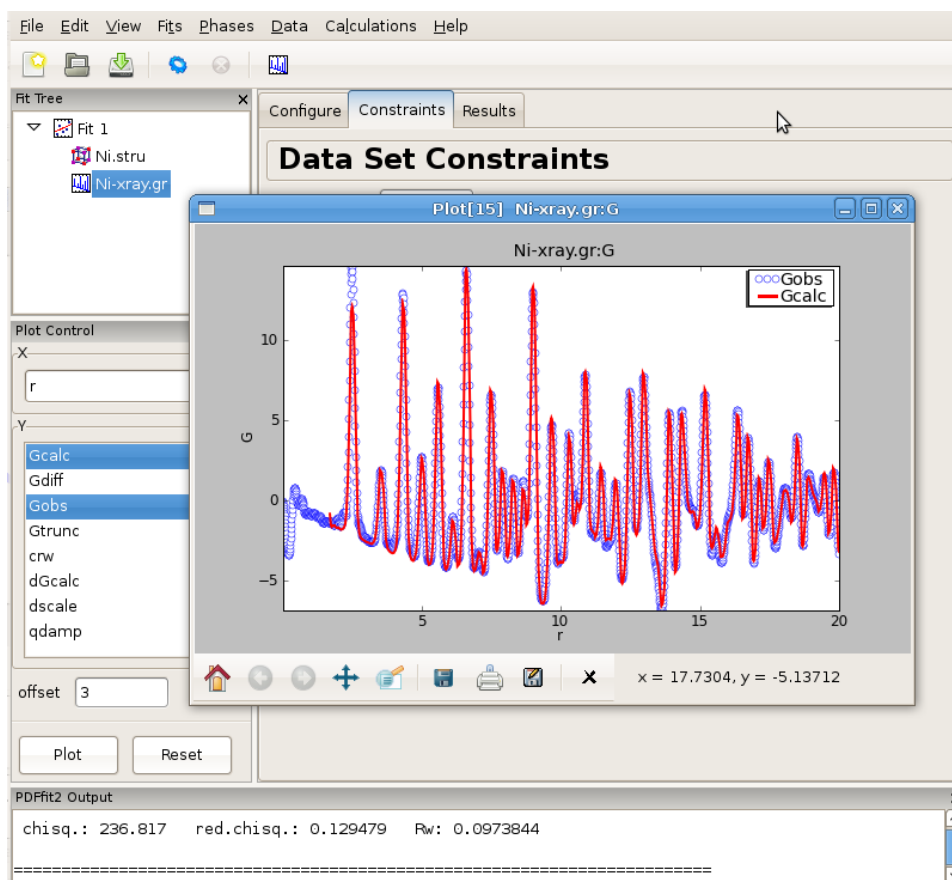 File Edit View Fits Phases Data Calculations Help
Fit Tree x
Fit 1
Ni.stru
Ni-xray.gr
Configure Constraints Results
Data Set Constraints
Plot[15] Ni-xray.gr:G
Ni-xray.gr:G
Gobs
Gcalc
10
5
0
−5
G
5 10 15 20
r
x = 17.7304, y = -5.13712
Plot Control
X
r
Y
Gcalc
Gdiff
Gobs
Gtrunc
crw
dGcalc
dscale
qdamp
offset 3
Plot Reset
PDFfit2 Output
chisq.: 236.817 red.chisq.: 0.129479 Rw: 0.0973844
==============================================================================